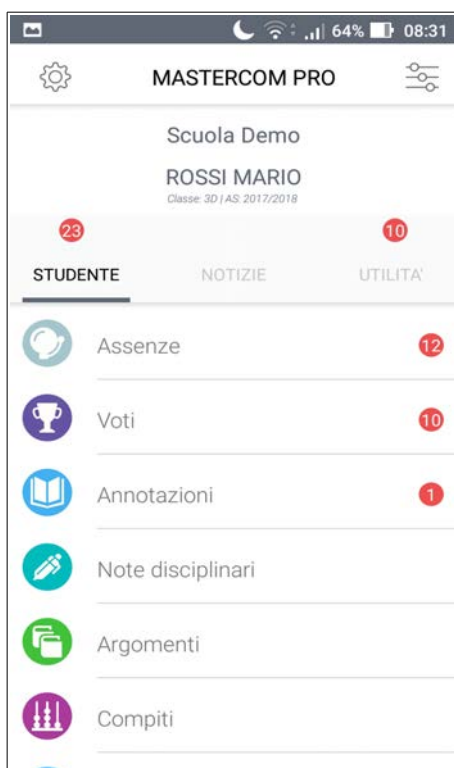 64% 08:31
MASTERCOM PRO
Scuola Demo
ROSSI MARIO
Classe: 3D | AS: 2017/2018
23 10
STUDENTE NOTIZIE UTILITA'
Assenze 12
Voti 10
Annotazioni 1
Note disciplinari
Argomenti
Compiti